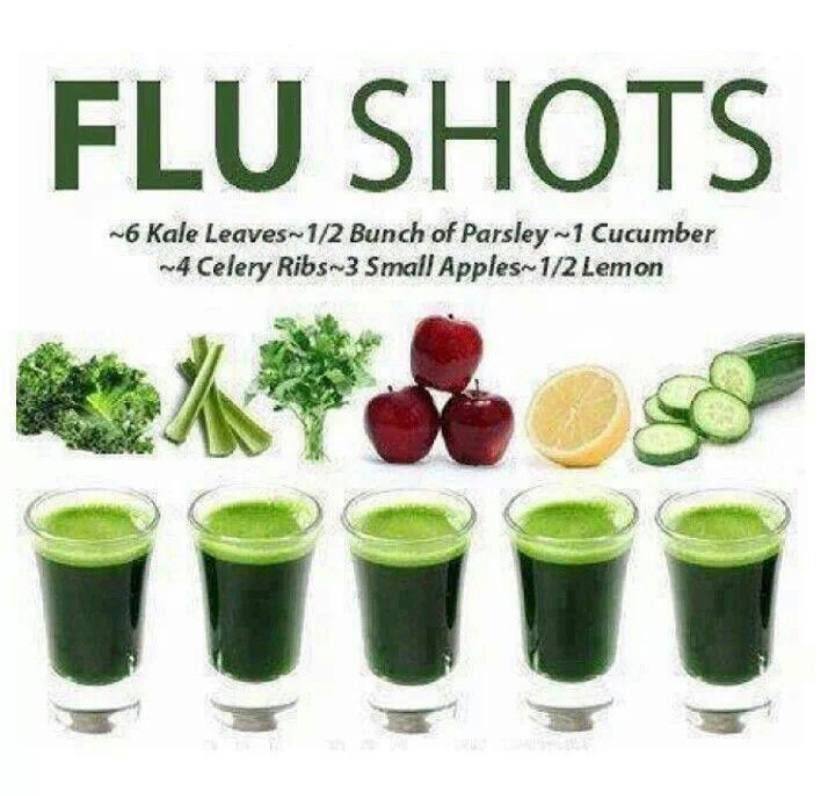 FLU SHOTS
~6 Kale Leaves~1/2 Bunch of Parsley ~1 Cucumber
~4 Celery Ribs~3 Small Apples~1/2 Lemon